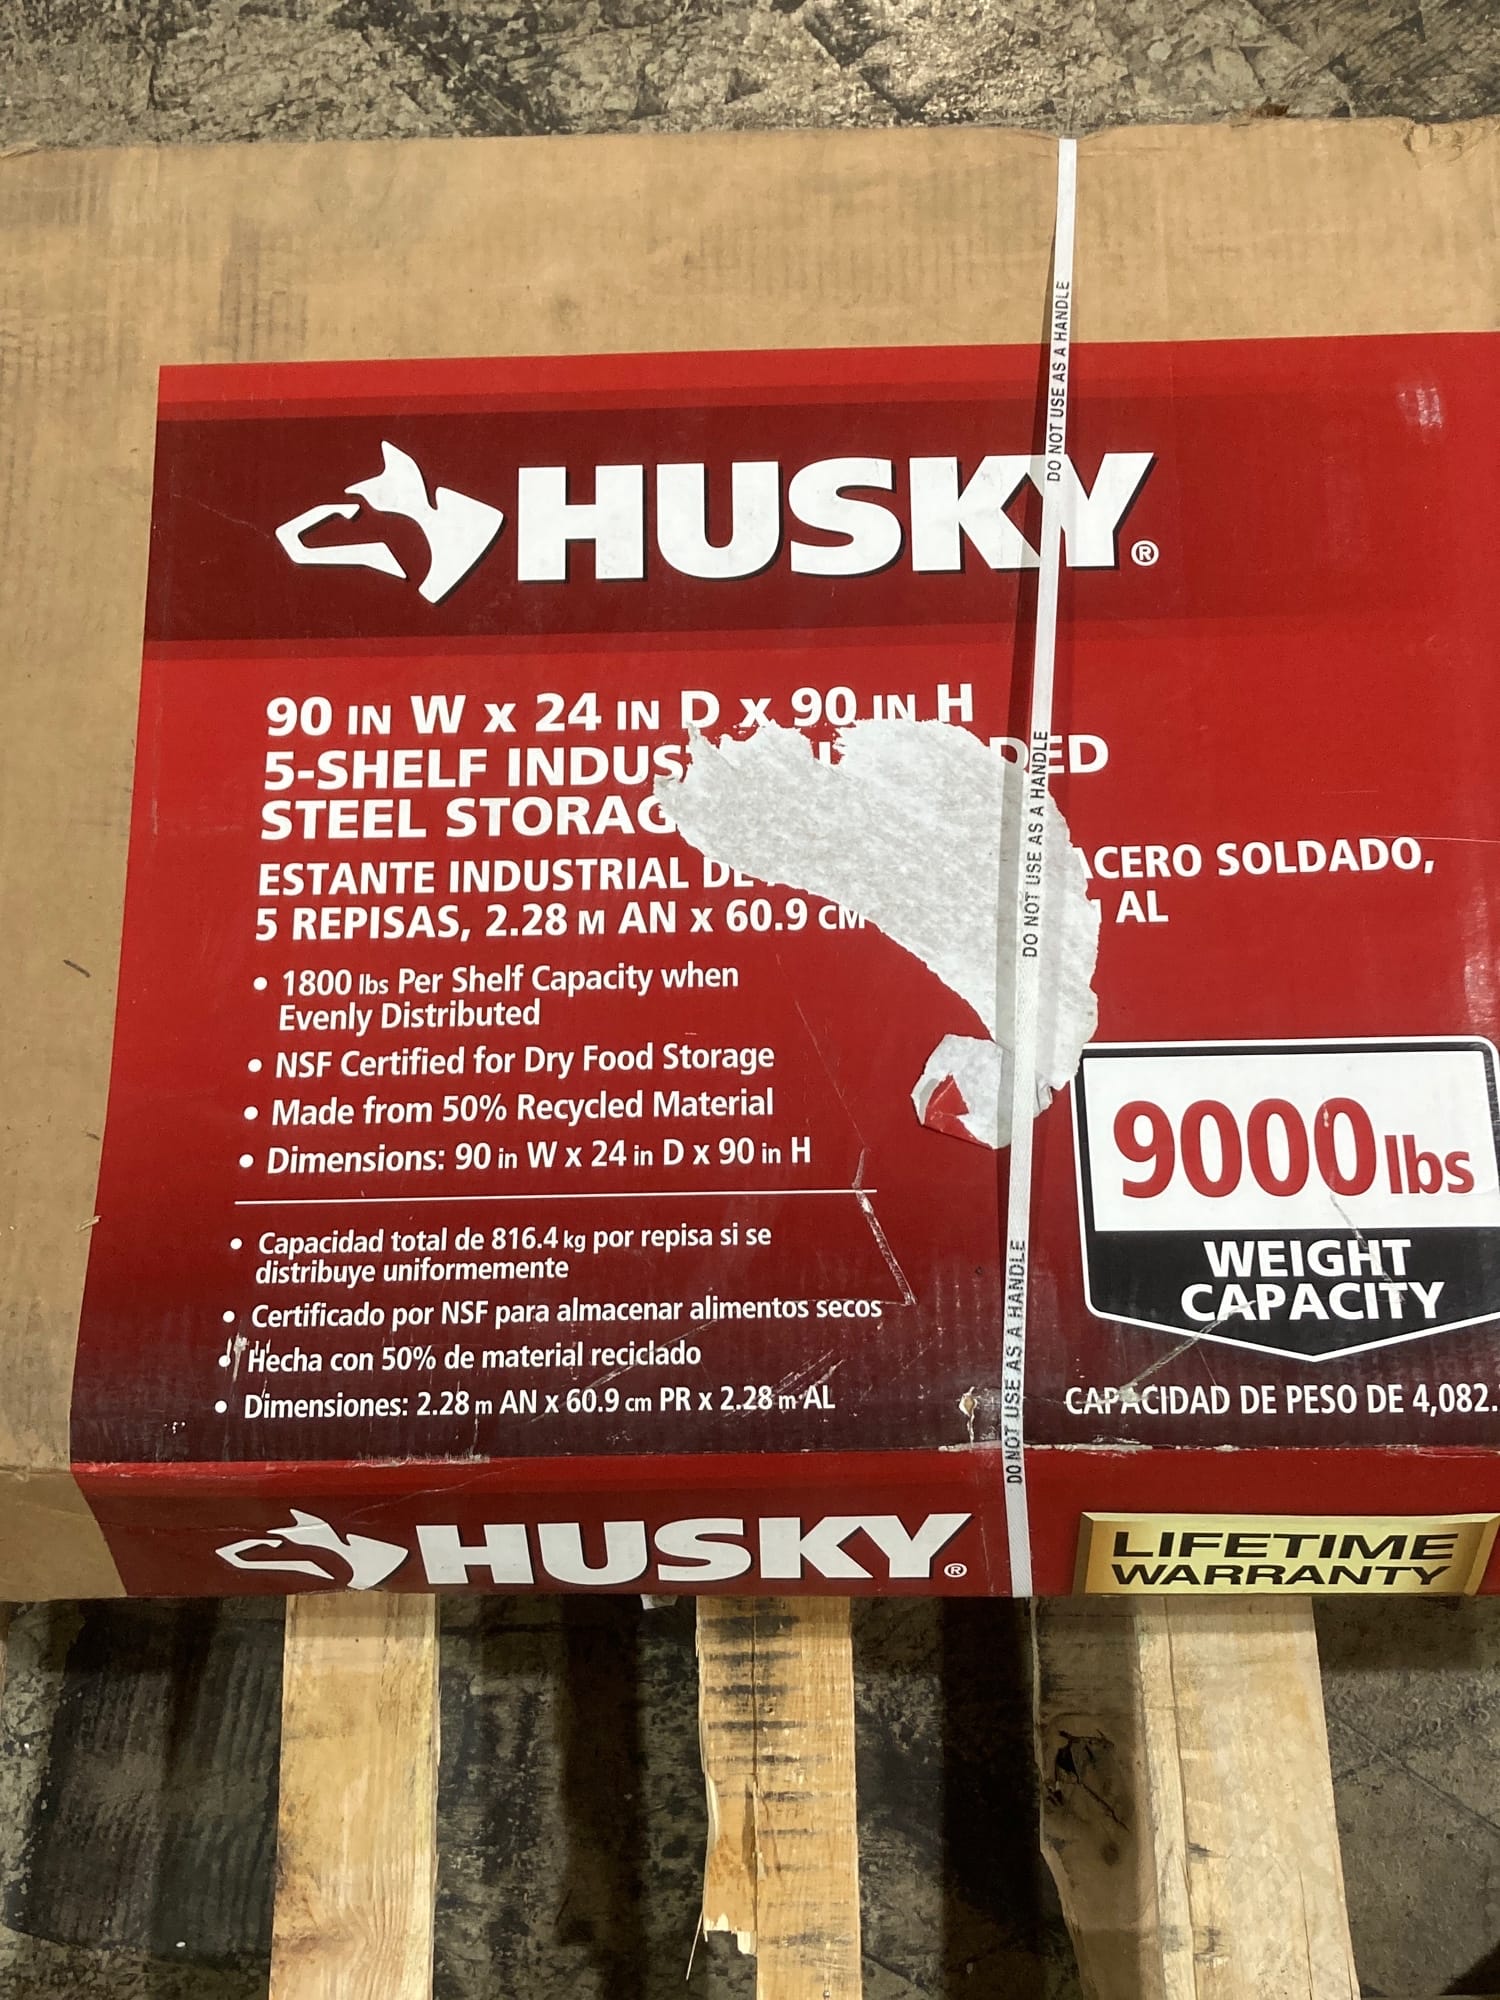 HUSKY®
90 IN W x 24 IN D x 90 IN H
5-SHELF
STEEL
ESTANTE INDUSTRIAL ACERO SOLDADO,
5 REPISAS, 2.28 M AN x 60.9 CM AL
• 1800 lbs Per Shelf Capacity when
Evenly Distributed
• NSF Certified for Dry Food Storage
• Made from 50% Recycled Material
• Dimensions: 90 in W x 24 in D x 90 in H
• Capacidad total de 816.4 kg por repisa si se
distribuye uniformemente
• Certificado por NSF para almacenar alimentos secos
• Hecha con 50% de material reciclado
• Dimensiones: 2.28 m AN x 60.9 cm PR x 2.28 m AL
9000 lbs
WEIGHT
CAPACITY
CAPACIDAD DE PESO DE 4,082.
DO NOT USE AS A HANDLE
DO NOT USE AS A HANDLE
DO NOT USE AS A HANDLE
HUSKY®
LIFETIME
WARRANTY